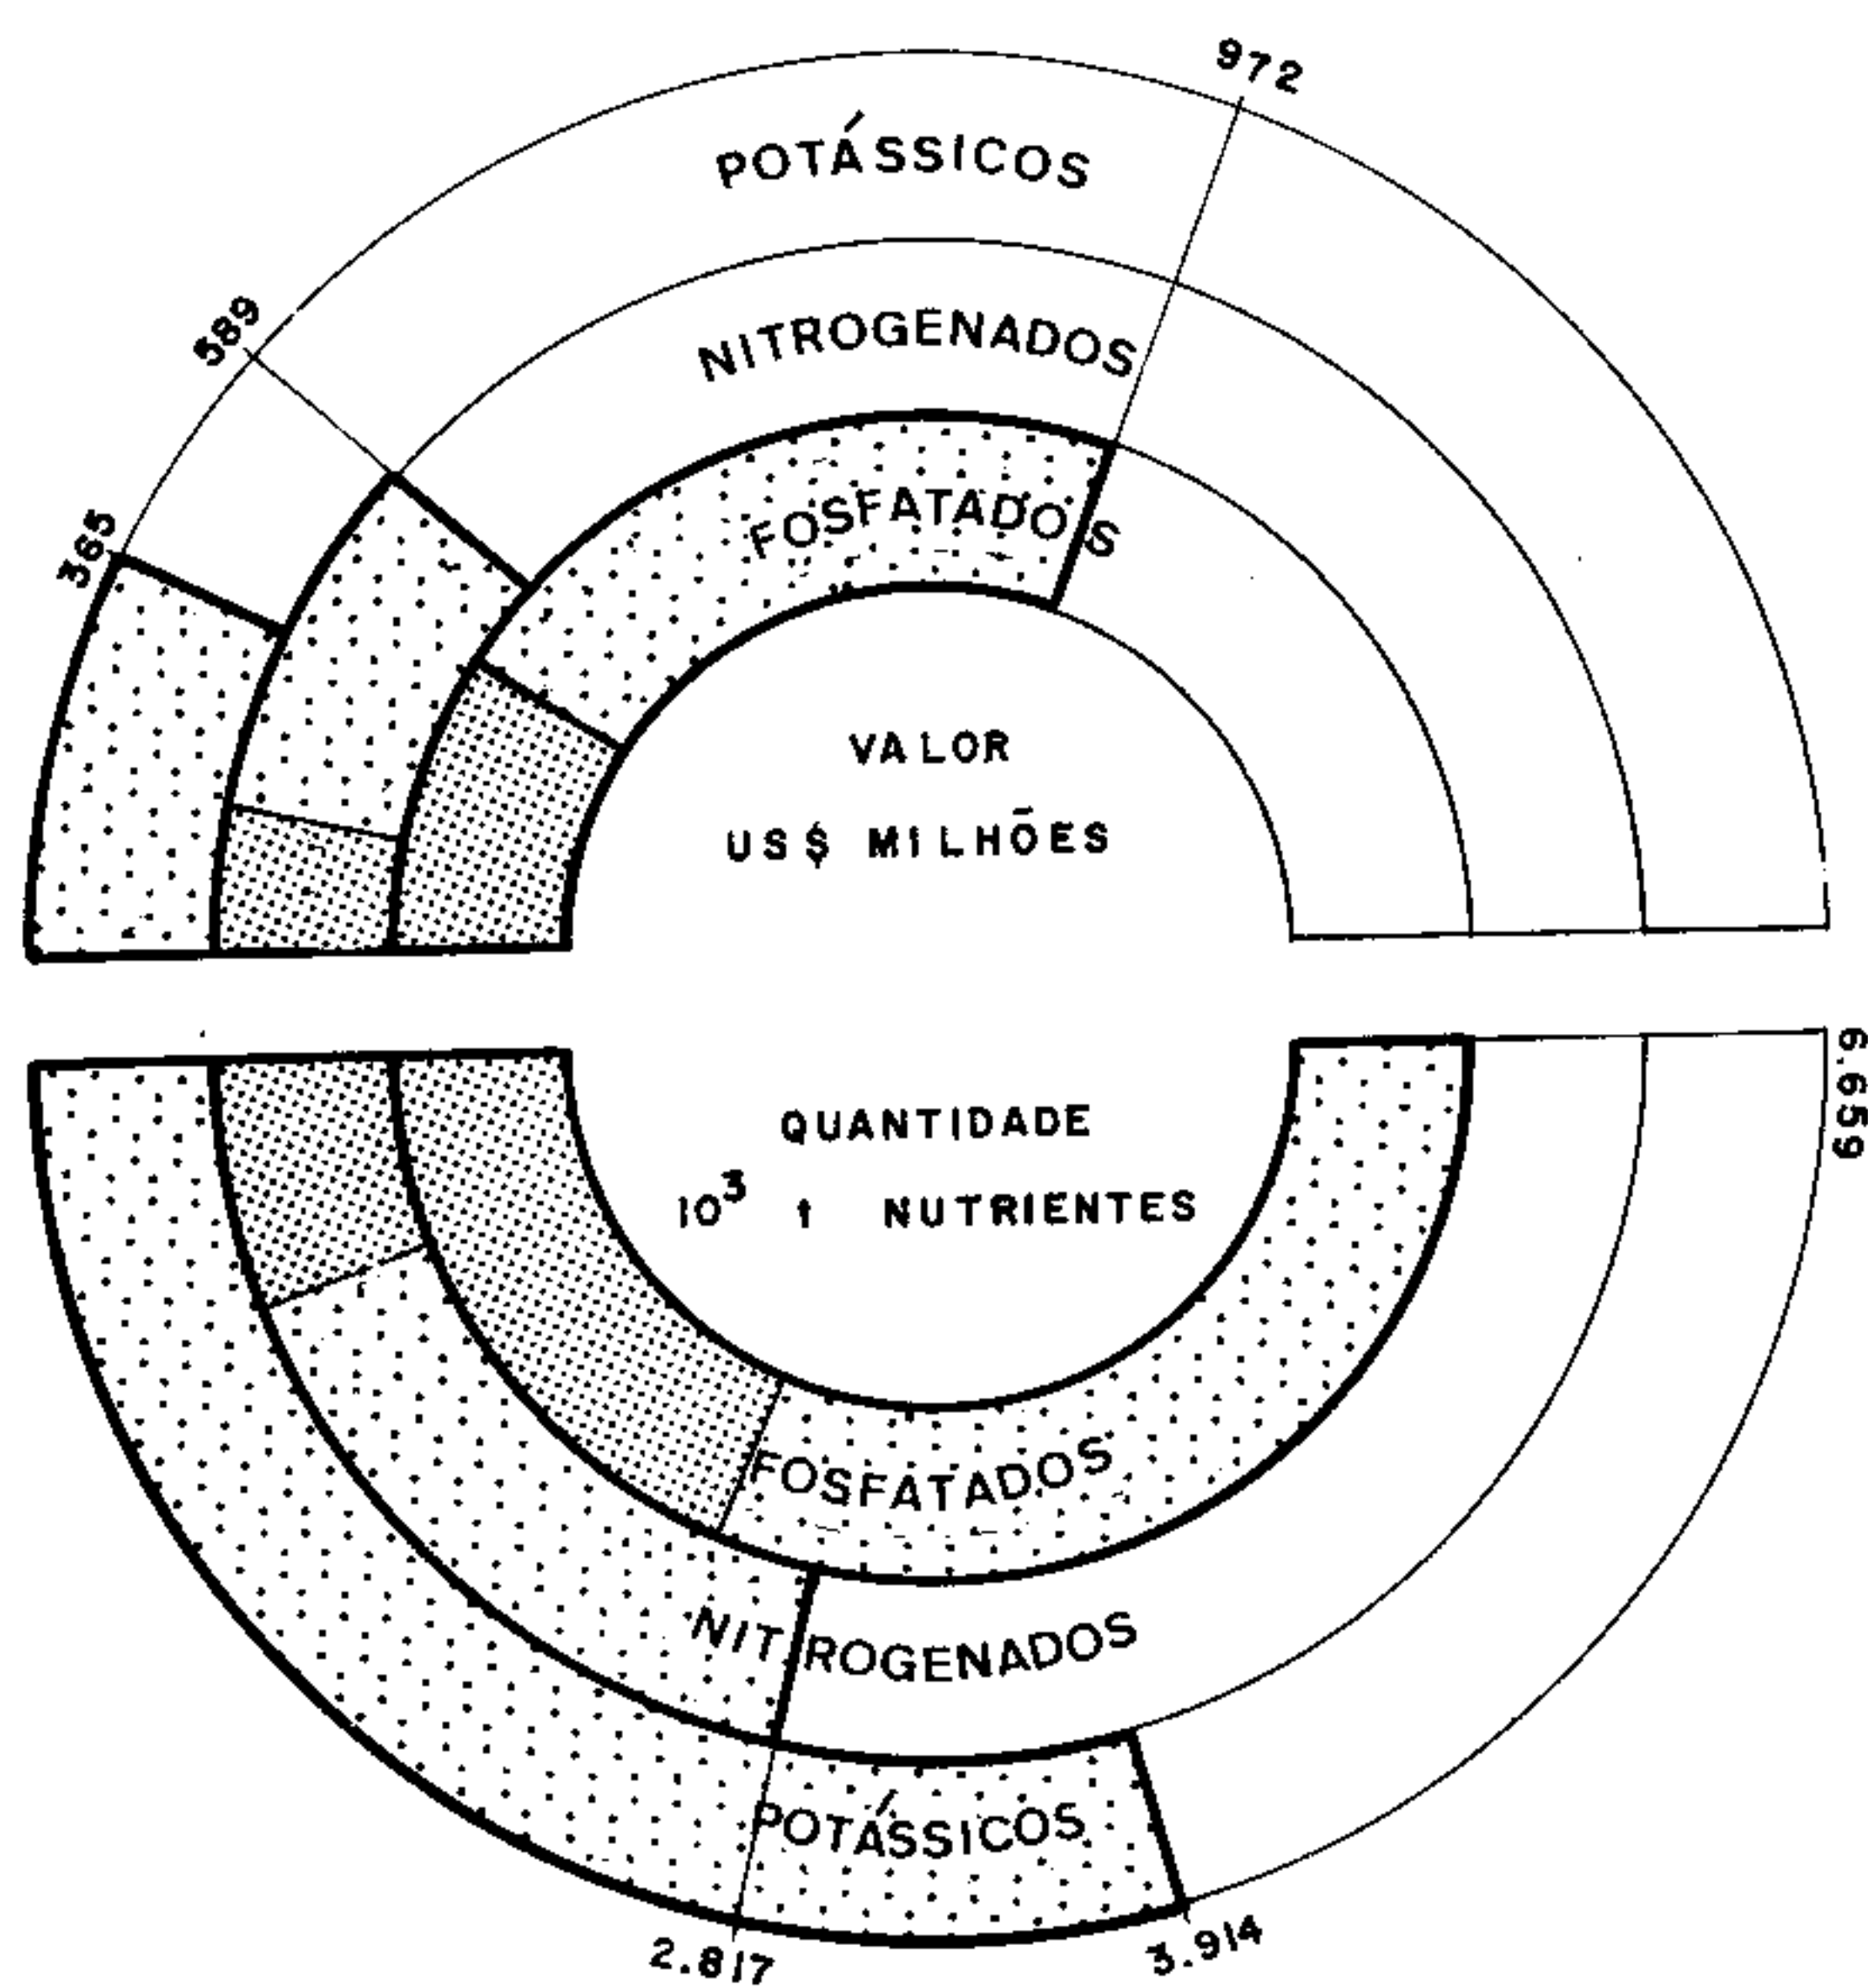 972
POTÁSSICOS
589
NITROGENADOS
365
FOSFATADOS
VALOR
US$ MILHÕES
6.659
QUANTIDADE
10³ t NUTRIENTES
FOSFATADOS
NITROGENADOS
POTÁSSICOS
2.817
3.914